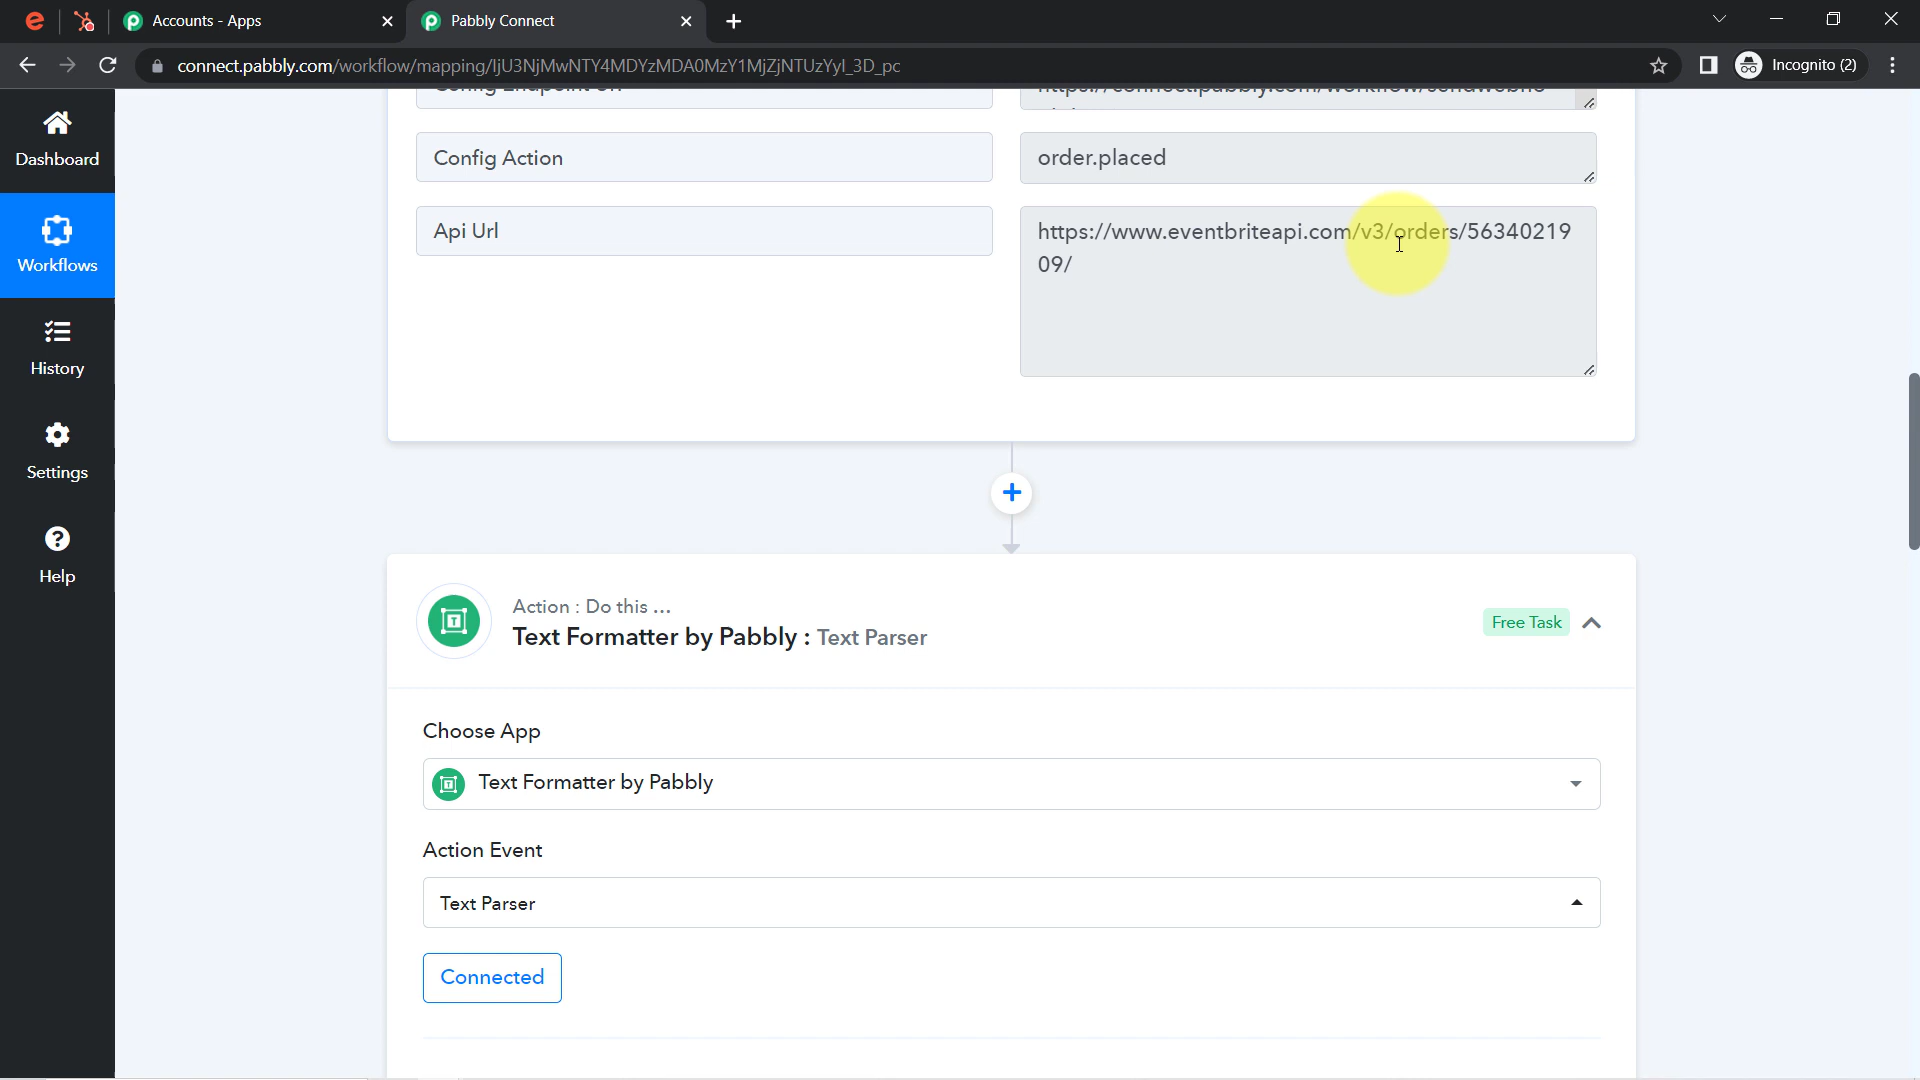 Accounts - Apps
Pabbly Connect
connect.pabbly.com/workflow/mapping/IjU3NjMwNTY4MDYzMDA0MzY1MjZjNTUzYyI_3D_pc
Incognito (2)
Dashboard
Workflows
History
Settings
Help
Config Endpoint Url
https://connect.pabbly.com/workflow/sendwebho
Config Action
order.placed
Api Url
https://www.eventbriteapi.com/v3/orders/56340219
09/
Action : Do this ...
Text Formatter by Pabbly : Text Parser
Free Task
Choose App
Text Formatter by Pabbly
Action Event
Text Parser
Connected